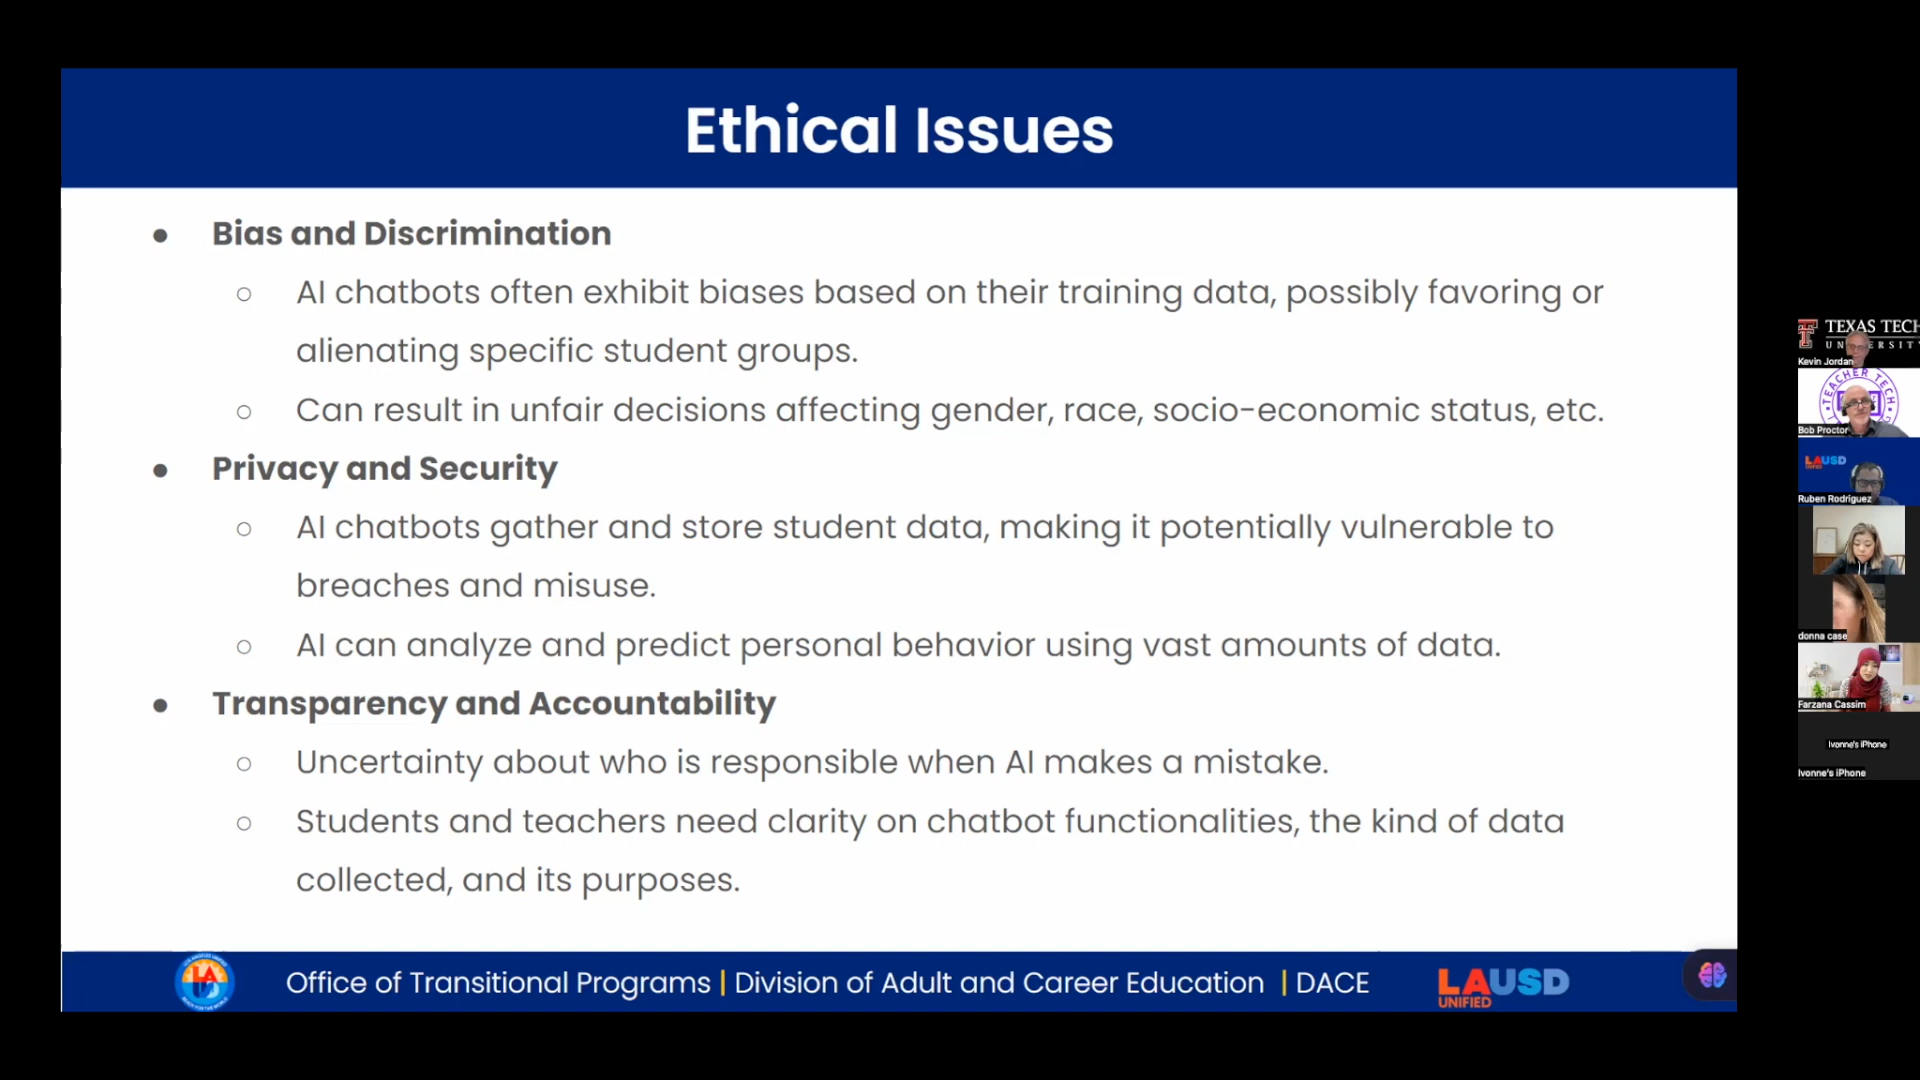 Ethical Issues
● Bias and Discrimination
○ AI chatbots often exhibit biases based on their training data, possibly favoring or
alienating specific student groups.
○ Can result in unfair decisions affecting gender, race, socio-economic status, etc.
● Privacy and Security
○ AI chatbots gather and store student data, making it potentially vulnerable to
breaches and misuse.
○ AI can analyze and predict personal behavior using vast amounts of data.
● Transparency and Accountability
○ Uncertainty about who is responsible when AI makes a mistake.
○ Students and teachers need clarity on chatbot functionalities, the kind of data
collected, and its purposes.
Office of Transitional Programs | Division of Adult and Career Education | DACE
LAUSD
UNIFIED
TEXAS TECH
UNIVERSITY
Kevin Jordan
TEACHER TECH
Bob Proctor
LAUSD
UNIFIED
Ruben Rodriguez
donna case
Farzana Cassim
Ivonne's iPhone
Ivonne's iPhone